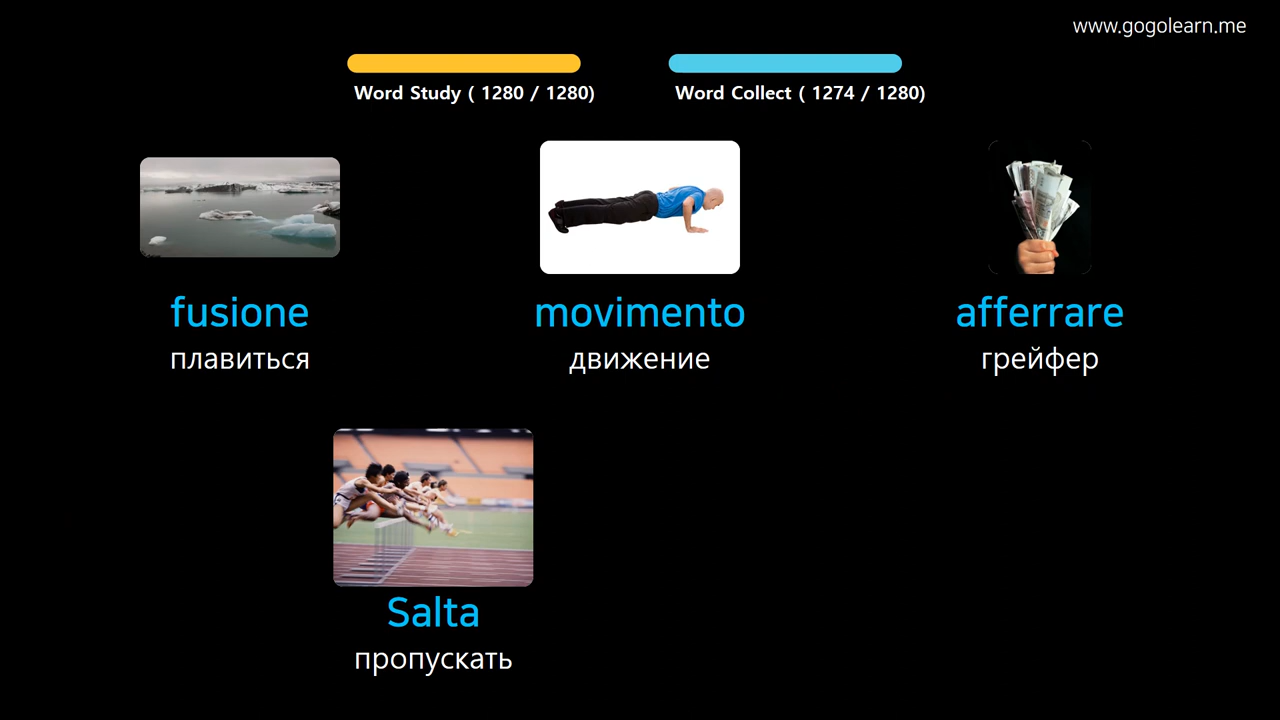 www.gogolearn.me
Word Study ( 1280 / 1280)
Word Collect ( 1274 / 1280)
fusione
плавиться
movimento
движение
afferrare
грейфер
Salta
пропускать